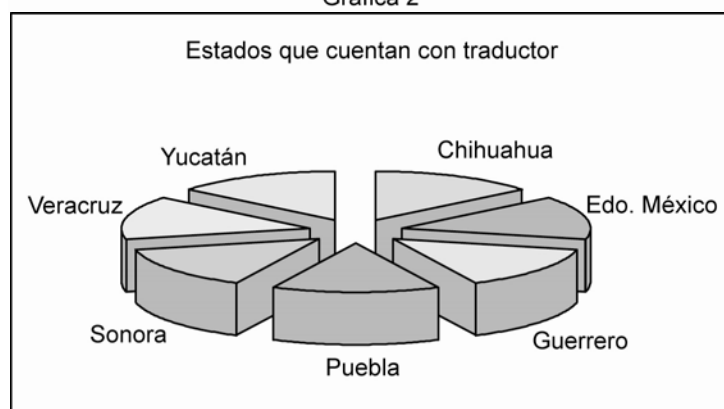 Gráfica 2
Estados que cuentan con traductor
Yucatán
Chihuahua
Veracruz
Edo. México
Sonora
Guerrero
Puebla